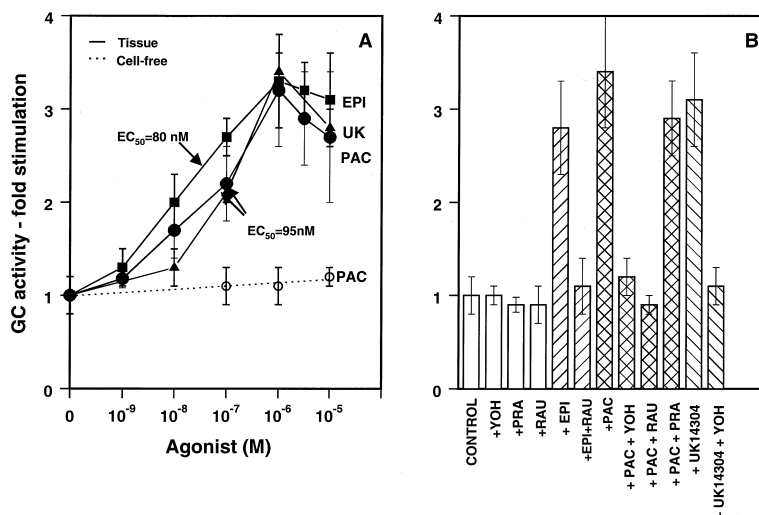 GC activity - fold stimulation
4
3
2
1
0
A
Tissue
Cell-free
EPI
UK
PAC
EC50=80 nM
EC50=95nM
PAC
0
10-9
10-8
10-7
10-6
10-5
Agonist (M)
4
3
2
1
0
B
CONTROL
+YOH
+PRA
+RAU
+ EPI
+EPI+RAU
+PAC
+ PAC + YOH
+ PAC + RAU
+ PAC + PRA
+ UK14304
- UK14304 + YOH